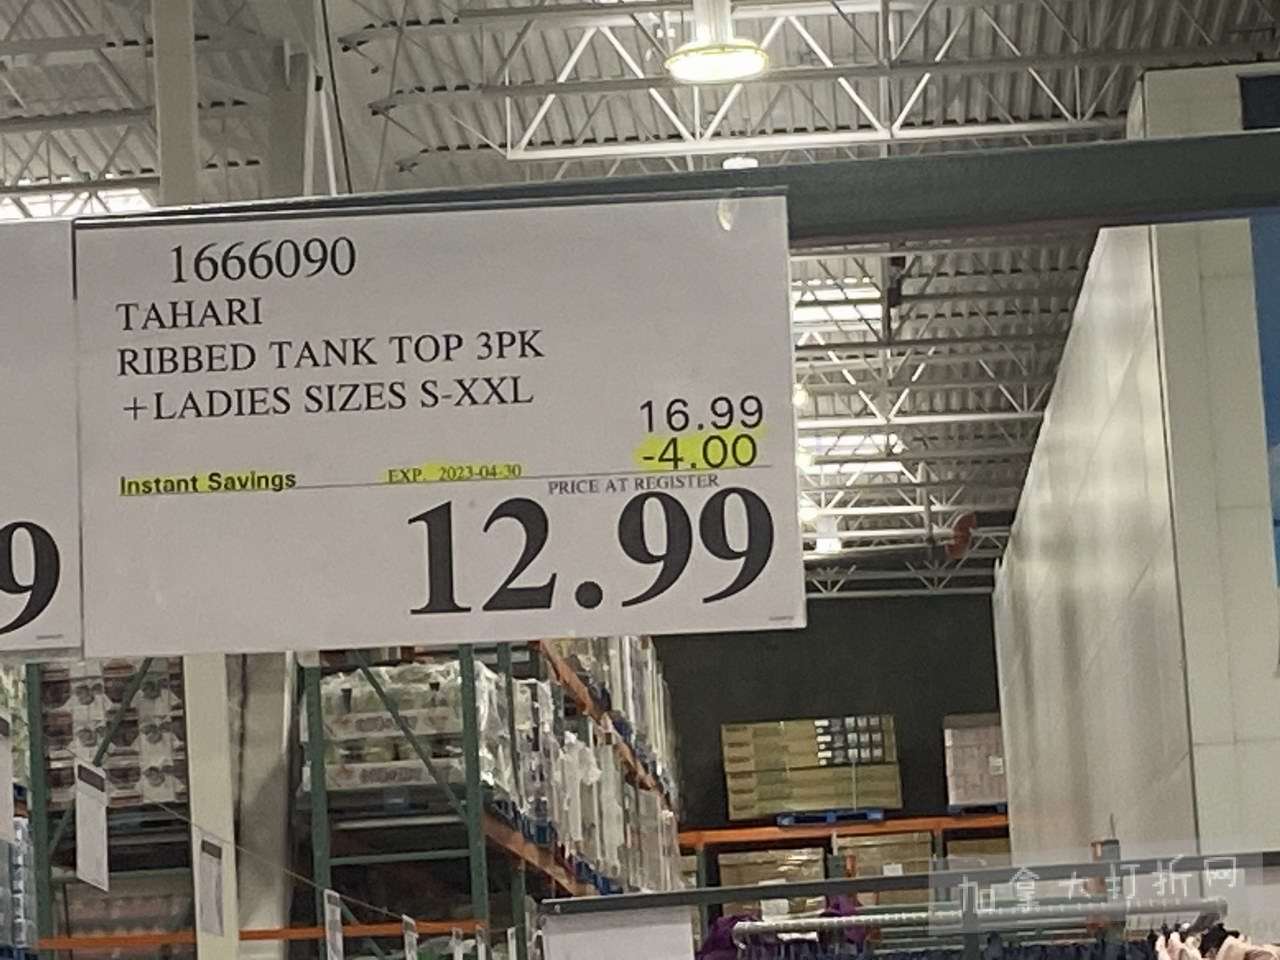 1666090
TAHARI
RIBBED TANK TOP 3PK
+LADIES SIZES S-XXL
16.99
-4.00
Instant Savings EXP. 2023-04-30
PRICE AT REGISTER
12.99
9
加拿大打折网